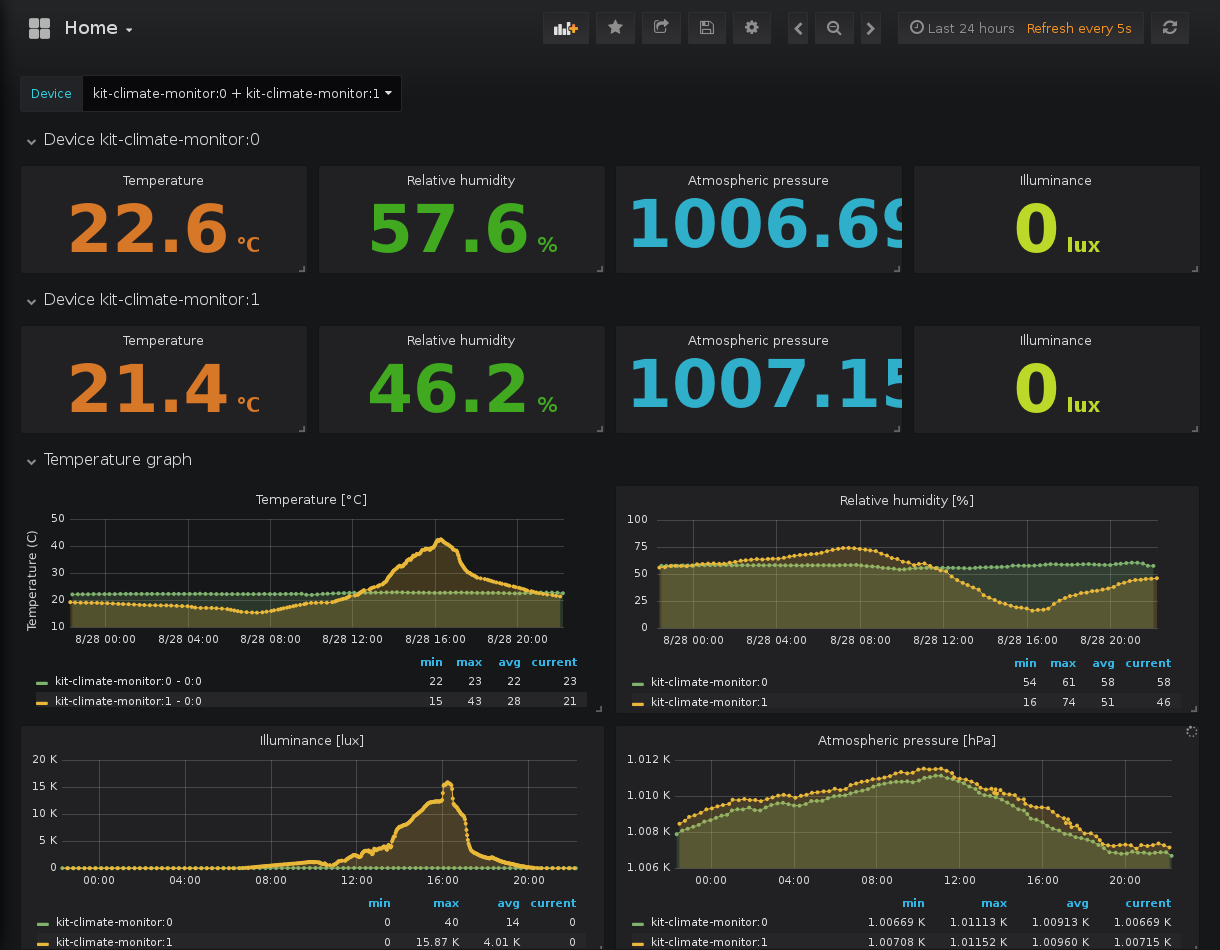 Home
Last 24 hours Refresh every 5s
Device kit-climate-monitor:0 + kit-climate-monitor:1
Device kit-climate-monitor:0
Temperature Relative humidity Atmospheric pressure Illuminance
22.6 °C 57.6 % 1006.69 0 lux
Device kit-climate-monitor:1
Temperature Relative humidity Atmospheric pressure Illuminance
21.4 °C 46.2 % 1007.15 0 lux
Temperature graph
Temperature [°C]
Temperature (C)
50
40
30
20
10
8/28 00:00 8/28 04:00 8/28 08:00 8/28 12:00 8/28 16:00 8/28 20:00
min max avg current
kit-climate-monitor:0 - 0:0 22 23 22 23
kit-climate-monitor:1 - 0:0 15 43 28 21
Relative humidity [%]
100
75
50
25
0
8/28 00:00 8/28 04:00 8/28 08:00 8/28 12:00 8/28 16:00 8/28 20:00
min max avg current
kit-climate-monitor:0 54 61 58 58
kit-climate-monitor:1 16 74 51 46
Illuminance [lux]
20 K
15 K
10 K
5 K
0
00:00 04:00 08:00 12:00 16:00 20:00
min max avg current
kit-climate-monitor:0 0 40 14 0
kit-climate-monitor:1 0 15.87 K 4.01 K 0
Atmospheric pressure [hPa]
1.012 K
1.010 K
1.008 K
1.006 K
00:00 04:00 08:00 12:00 16:00 20:00
min max avg current
kit-climate-monitor:0 1.00669 K 1.01113 K 1.00913 K 1.00669 K
kit-climate-monitor:1 1.00708 K 1.01152 K 1.00960 K 1.00715 K